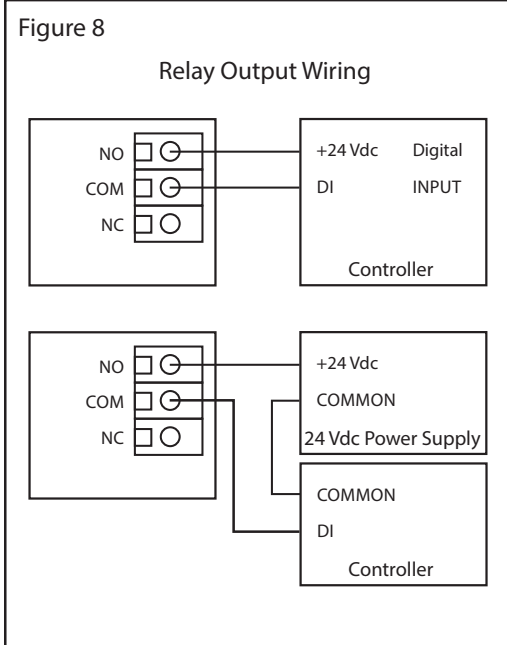 Figure 8
Relay Output Wiring
NO
COM
NC
+24 Vdc Digital
DI INPUT
Controller
NO
COM
NC
+24 Vdc
COMMON
24 Vdc Power Supply
COMMON
DI
Controller